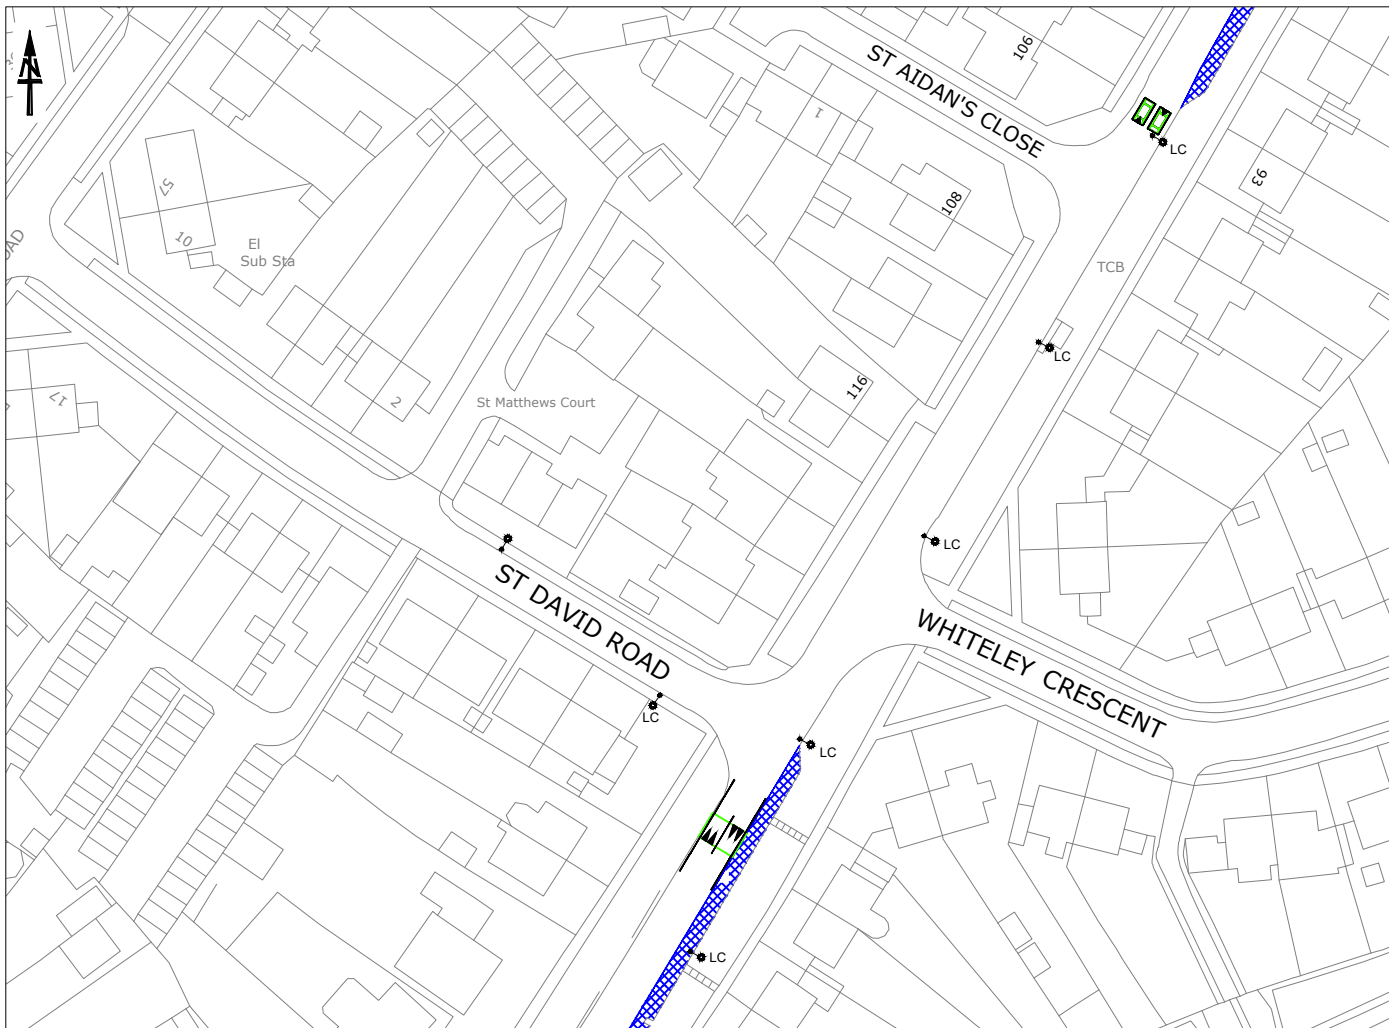 N
106
ST AIDAN'S CLOSE
1
LC
57
93
108
10
El
Sub Sta
OAD
TCB
LC
116
17
2
St Matthews Court
LC
ST DAVID ROAD
WHITELEY CRESCENT
LC
LC
LC